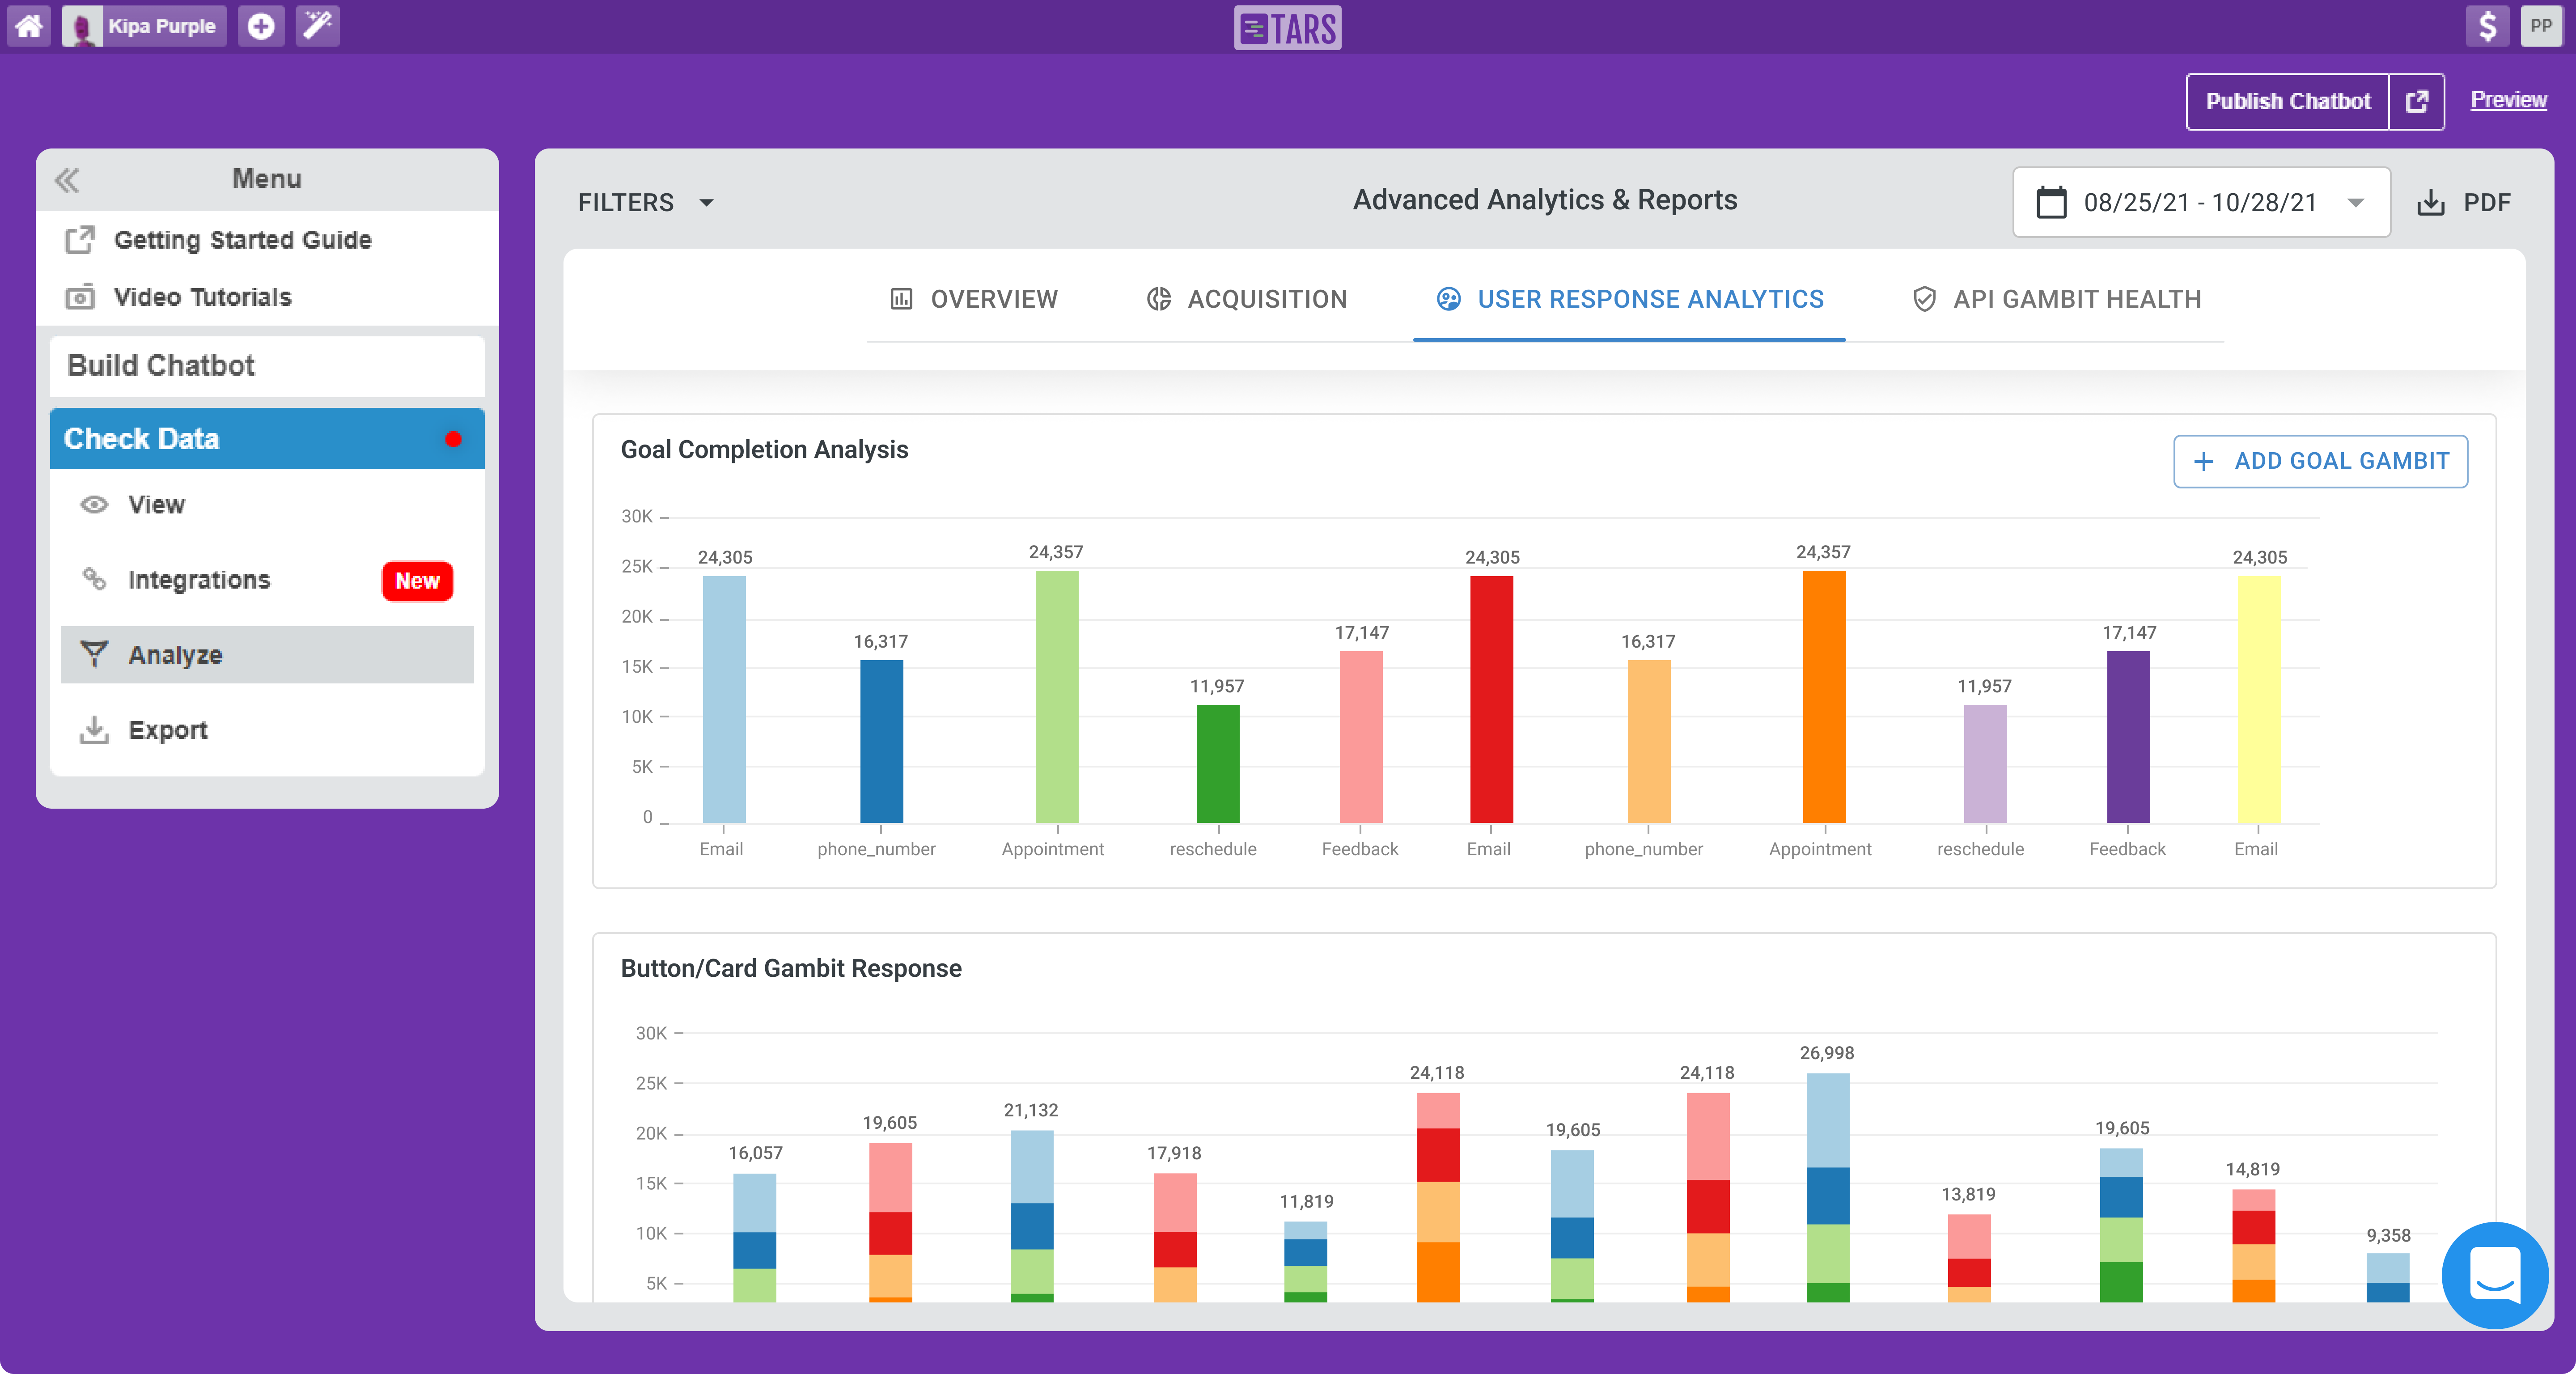 Kipa Purple
TARS
$
PP
Publish Chatbot
Preview
Menu
Getting Started Guide
Video Tutorials
Build Chatbot
Check Data
View
Integrations
New
Analyze
Export
FILTERS
Advanced Analytics & Reports
08/25/21 - 10/28/21
PDF
OVERVIEW
ACQUISITION
USER RESPONSE ANALYTICS
API GAMBIT HEALTH
Goal Completion Analysis
+ ADD GOAL GAMBIT
30K
25K
20K
15K
10K
5K
0
24,305
16,317
24,357
11,957
17,147
24,305
16,317
24,357
11,957
17,147
24,305
Email
phone_number
Appointment
reschedule
Feedback
Email
phone_number
Appointment
reschedule
Feedback
Email
Button/Card Gambit Response
30K
25K
20K
15K
10K
5K
16,057
19,605
21,132
17,918
11,819
24,118
19,605
24,118
26,998
13,819
19,605
14,819
9,358